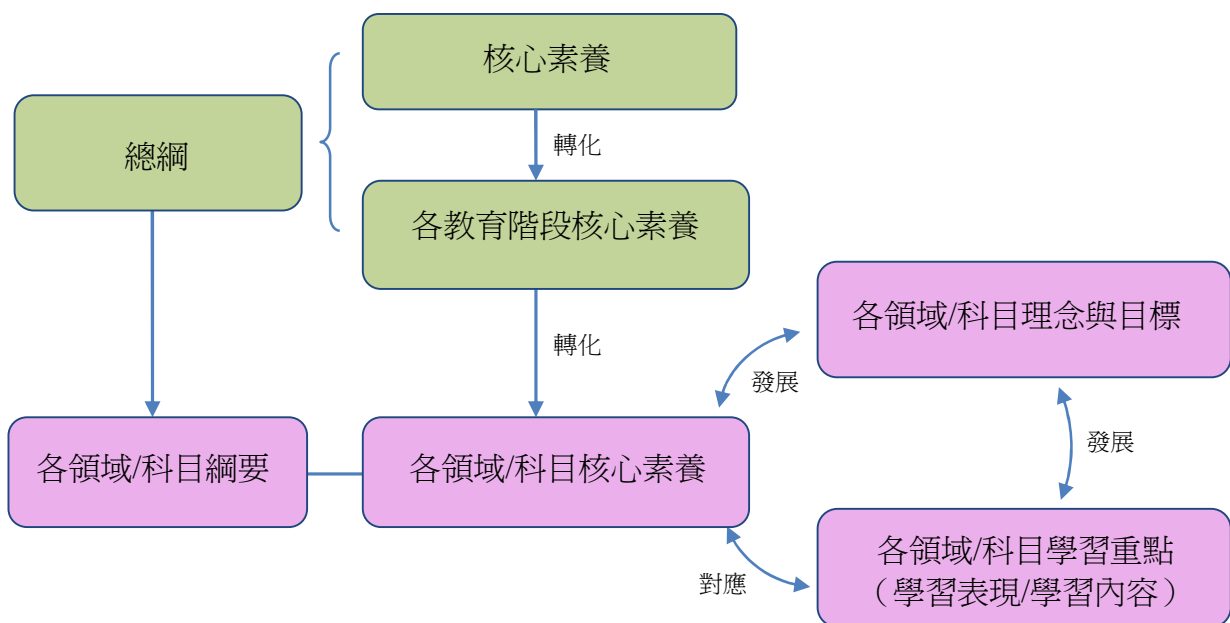 核心素養
轉化
總綱
各教育階段核心素養
轉化
各領域/科目理念與目標
發展
發展
各領域/科目綱要
各領域/科目核心素養
對應
各領域/科目學習重點
（學習表現/學習內容）